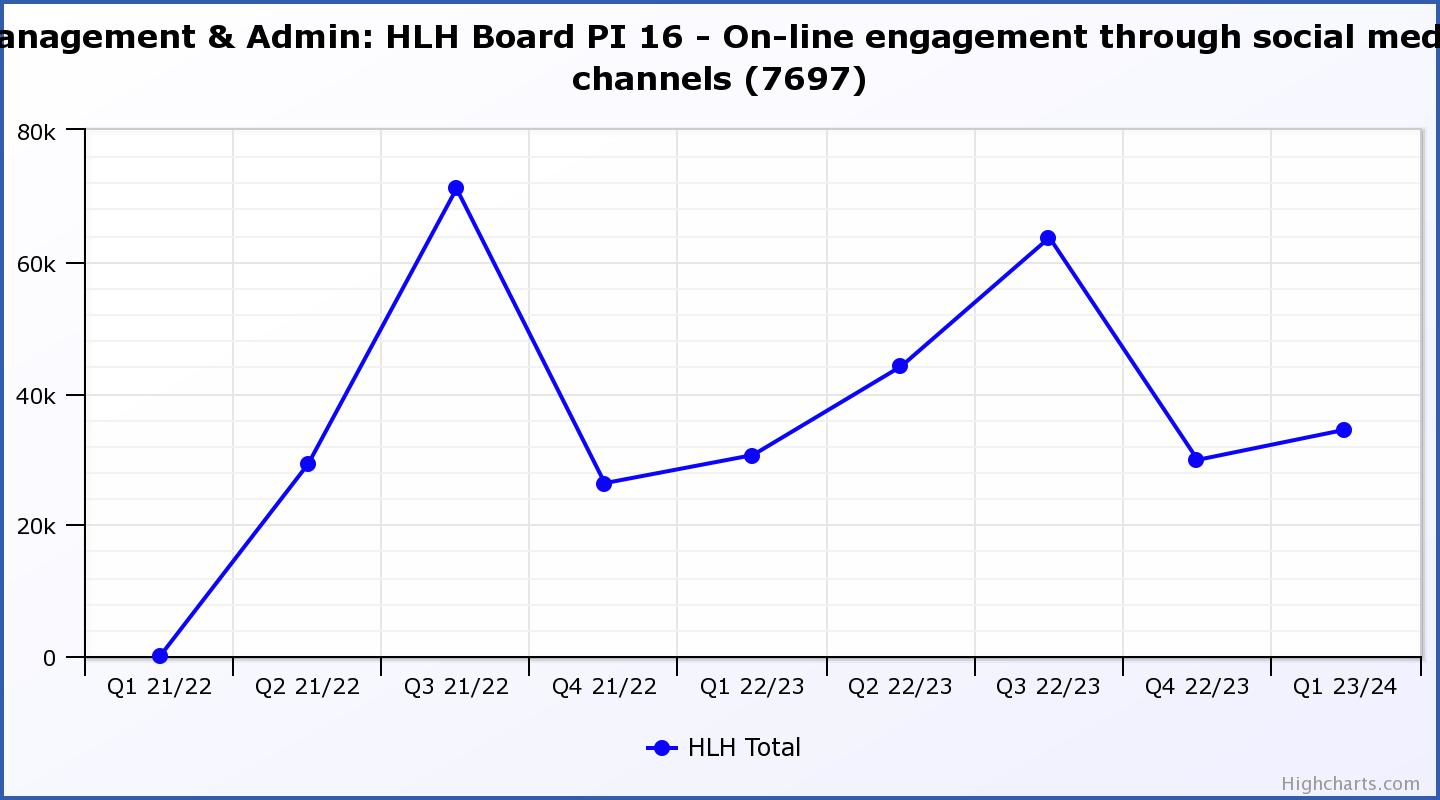 anagement & Admin: HLH Board PI 16 - On-line engagement through social med
channels (7697)
80k
60k
40k
20k
0
Q1 21/22 Q2 21/22 Q3 21/22 Q4 21/22 Q1 22/23 Q2 22/23 Q3 22/23 Q4 22/23 Q1 23/24
HLH Total
Highcharts.com